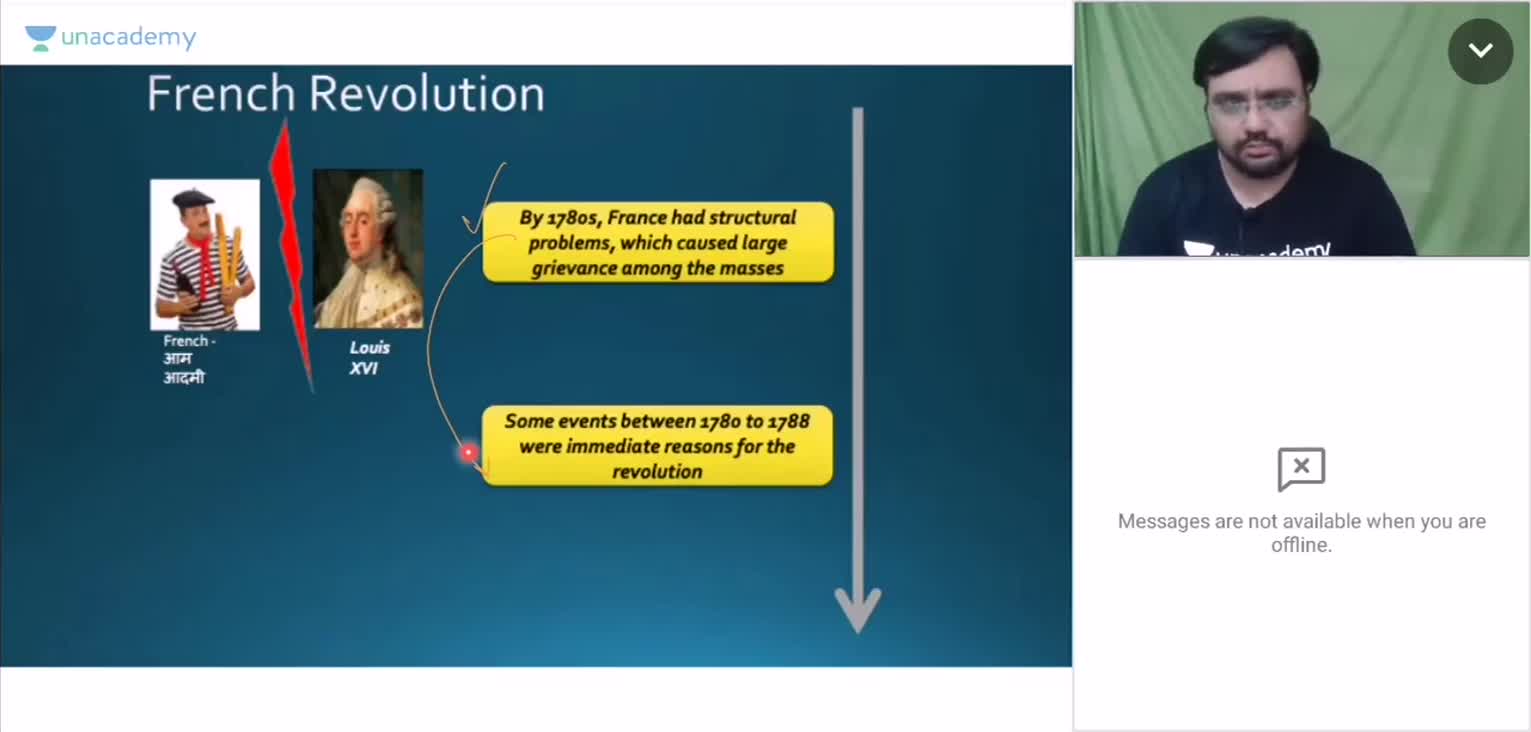 unacademy
French Revolution
By 1780s, France had structural
problems, which caused large
grievance among the masses
French -
आम
आदमी
Louis
XVI
Some events between 1780 to 1788
were immediate reasons for the
revolution
unacademy
Messages are not available when you are
offline.